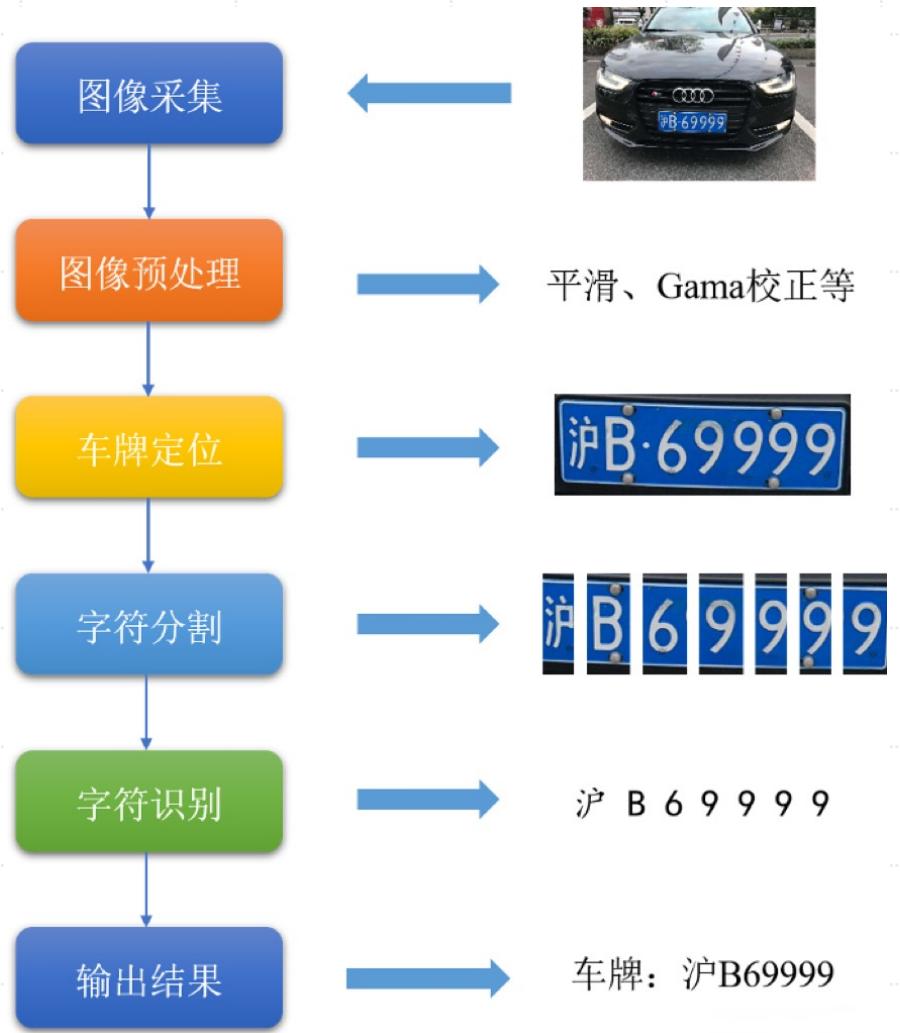 图像采集
沪B·69999
图像预处理
平滑、Gama校正等
车牌定位
沪B·69999
字符分割
沪 B 6 9 9 9 9
字符识别
沪 B 6 9 9 9 9
输出结果
车牌：沪B69999